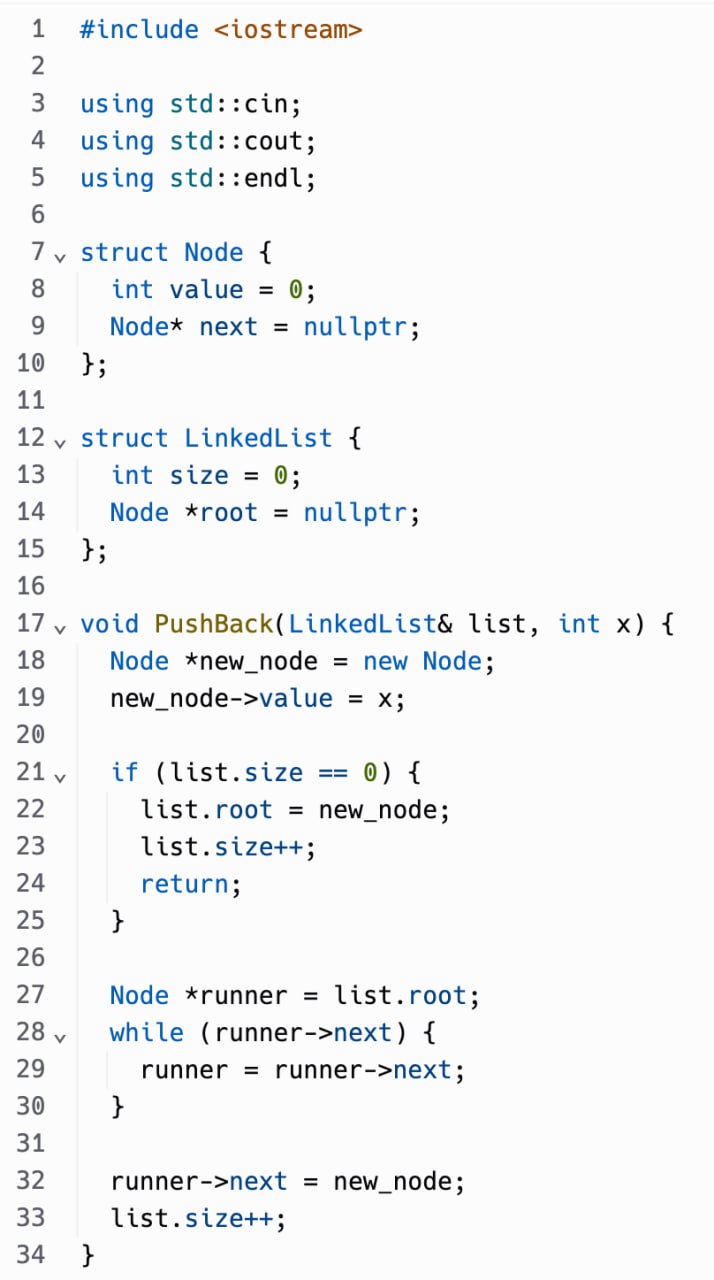 1 #include <iostream>
2
3 using std::cin;
4 using std::cout;
5 using std::endl;
6
7 struct Node {
8   int value = 0;
9   Node* next = nullptr;
10 };
11
12 struct LinkedList {
13   int size = 0;
14   Node *root = nullptr;
15 };
16
17 void PushBack(LinkedList& list, int x) {
18   Node *new_node = new Node;
19   new_node->value = x;
20
21   if (list.size == 0) {
22     list.root = new_node;
23     list.size++;
24     return;
25   }
26
27   Node *runner = list.root;
28   while (runner->next) {
29     runner = runner->next;
30   }
31
32   runner->next = new_node;
33   list.size++;
34 }